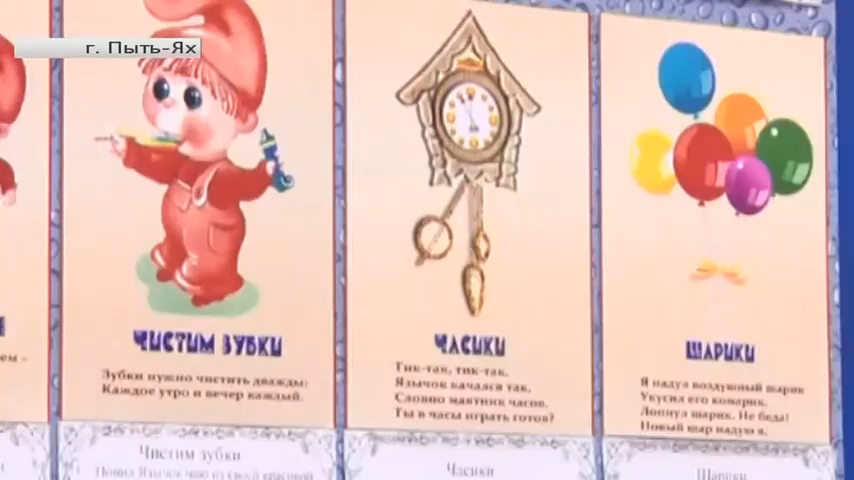 г. Пыть-Ях
ЧИСТИМ ЗУБКИ
Зубки нужно чистить дважды:
Каждое утро и вечер каждый.
ЧАСИКИ
Тик-так, тик-так.
Язычок качался так,
Словно маятник часов.
Ты в часы играть готов?
ШАРИКИ
Я надул воздушный шарик
Укусил его комарик.
Лопнул шарик. Не беда!
Новый шар надую я.
Чистим зубки
Часики
Шарики